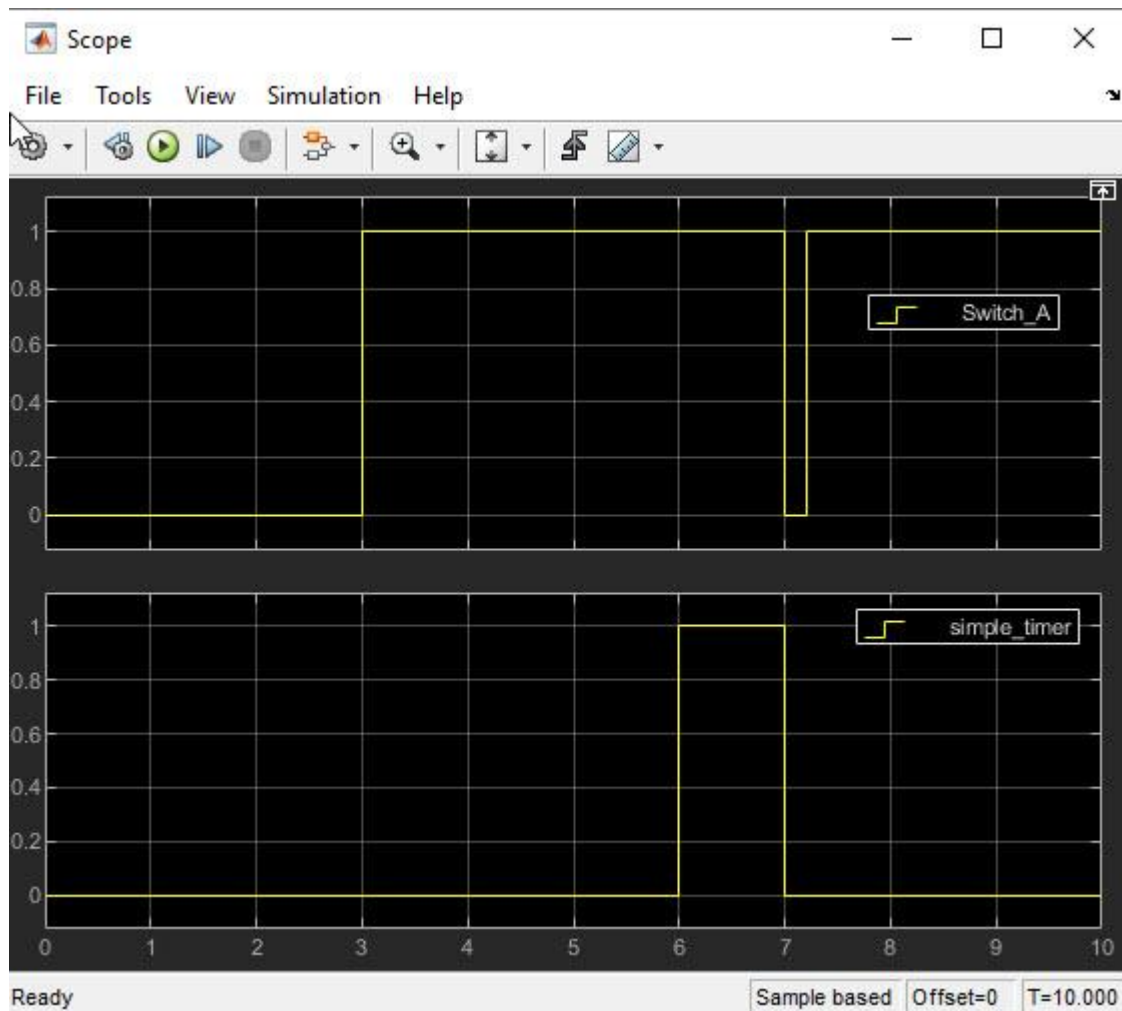 Scope
File Tools View Simulation Help
1
0.8
0.6
0.4
0.2
0
Switch_A
1
0.8
0.6
0.4
0.2
0
simple_timer
0 1 2 3 4 5 6 7 8 9 10
Ready Sample based Offset=0 T=10.000